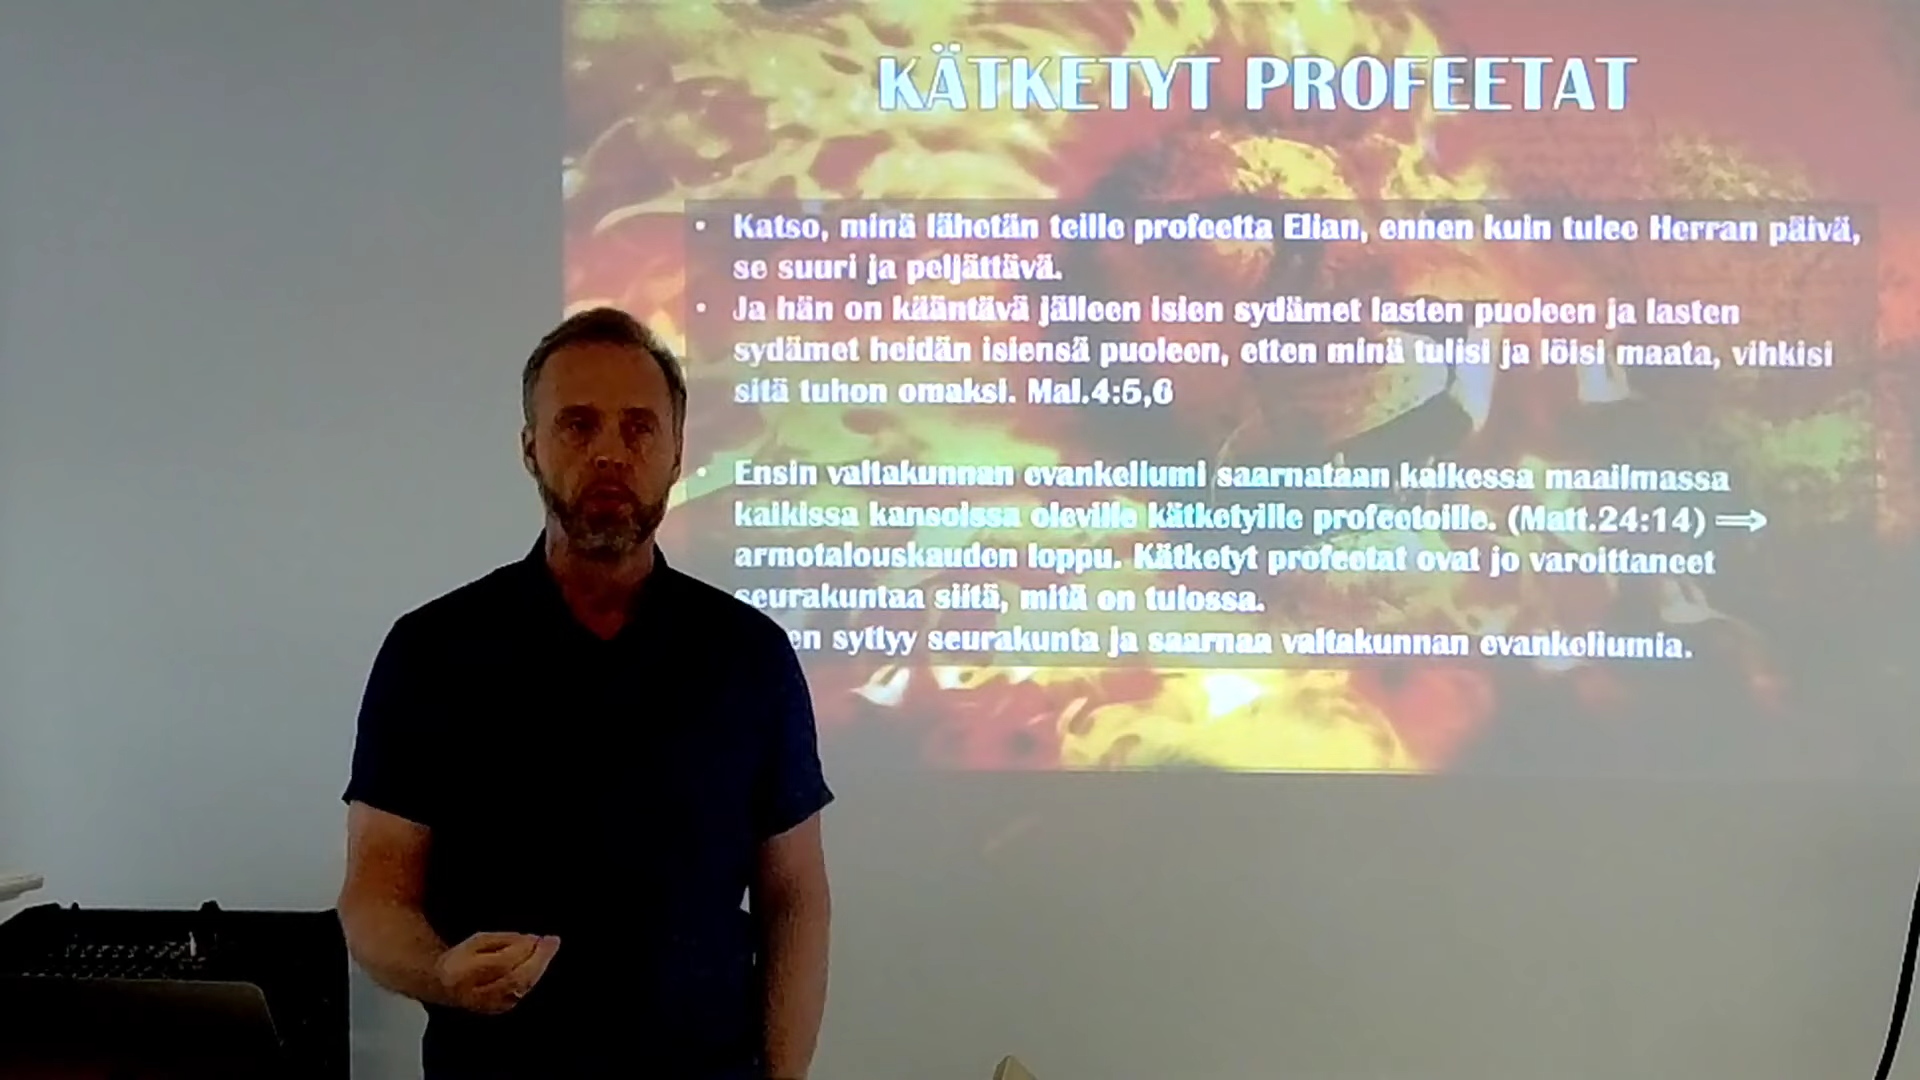 KÄTKETYT PROFEETAT
• Katso, minä lähetän teille profeetta Elian, ennen kuin tulee Herran päivä,
se suuri ja peljättävä.
• Ja hän on kääntävä jälleen isien sydämet lasten puoleen ja lasten
sydämet heidän isiensä puoleen, etten minä tulisi ja löisi maata, vihkisi
sitä tuhon omaksi. Mal.4:5,6
• Ensin valtakunnan evankeliumi saarnataan kaikessa maailmassa
kaikissa kansoissa oleville kätketyille profeetoille. (Matt.24:14) ⟹
armotalouskauden loppu. Kätketyt profeetat ovat jo varoittaneet
seurakuntaa siitä, mitä on tulossa.
syttyy seurakunta ja saarnaa valtakunnan evankeliumia.